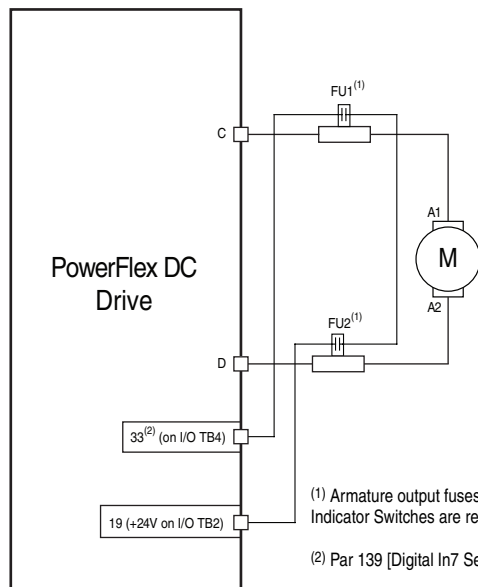 FU1(1)
C
A1
M
PowerFlex DC
Drive
A2
FU2(1)
D
33(2) (on I/O TB4)
19 (+24V on I/O TB2)
(1) Armature output fuses
Indicator Switches are re
(2) Par 139 [Digital In7 Se